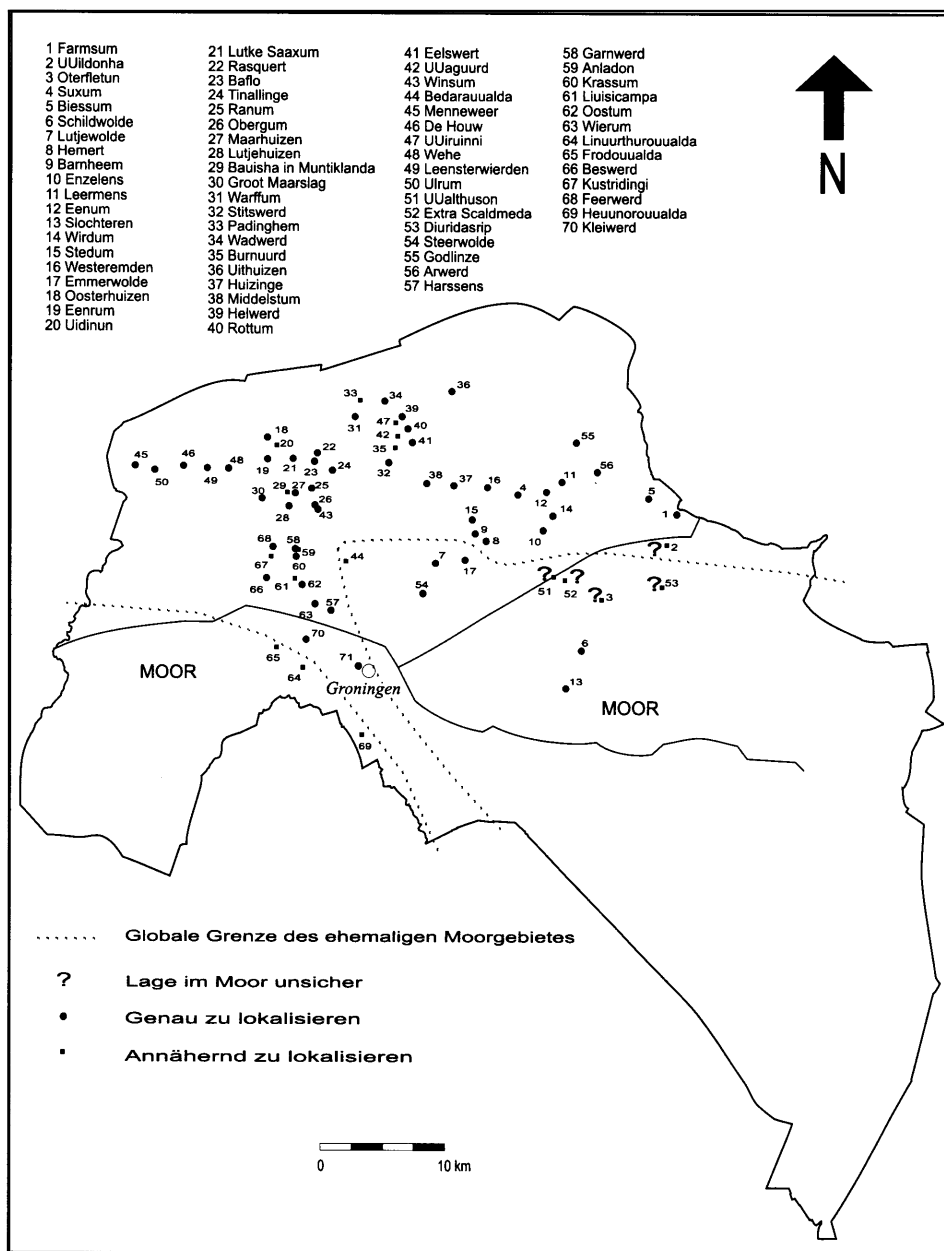 1 Farmsum
2 UUildonha
3 Oterfletun
4 Suxum
5 Biessum
6 Schildwolde
7 Lutjewolde
8 Hemert
9 Barnheem
10 Enzelens
11 Leermens
12 Eenum
13 Slochteren
14 Wirdum
15 Stedum
16 Westeremden
17 Emmerwolde
18 Oosterhuizen
19 Eenrum
20 Uidinun
21 Lutke Saaxum
22 Rasquert
23 Baflo
24 Tinallinge
25 Ranum
26 Obergum
27 Maarhuizen
28 Lutjehuizen
29 Bauisha in Muntiklanda
30 Groot Maarslag
31 Warffum
32 Stitswerd
33 Padinghem
34 Wadwerd
35 Burnuurd
36 Uithuizen
37 Huizinge
38 Middelstum
39 Helwerd
40 Rottum
41 Eelswert
42 UUaguurd
43 Winsum
44 Bedarauualda
45 Menneweer
46 De Houw
47 UUiruinni
48 Wehe
49 Leensterwierden
50 Ulrum
51 UUalthuson
52 Extra Scaldmeda
53 Diuridasrip
54 Steerwolde
55 Godlinze
56 Arwerd
57 Harssens
58 Garnwerd
59 Anladon
60 Krassum
61 Liuisicampa
62 Oostum
63 Wierum
64 Linuurthurouualda
65 Frodouualda
66 Beswerd
67 Kustridingi
68 Feerwerd
69 Heuunorouualda
70 Kleiwerd
N
36
33 34
31 47 39
42 40
35 41
32
18
20
22
45 46 48 19 21 23 24
50 49
55
56
38 37 16 4 11
12
5
1
30 29 27 25
28 26
43
15
9 8
14
10
68 58
67 59
60
66 61 62
63 57
44
7 17
54
? 2
51 ? ? 52
? 3
? 53
70
65
64
71
Groningen
69
6
13
MOOR
MOOR
Globale Grenze des ehemaligen Moorgebietes
? Lage im Moor unsicher
Genau zu lokalisieren
Annähernd zu lokalisieren
0 10 km